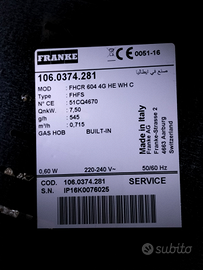 FRANKE
CE 0051-16
106.0374.281
صنع في ايطاليا
MOD : FHCR 604 4G HE WH C
TYPE : FHFS
N° CE : 51CQ4670
QnkW. : 7,50
g/h : 545
m³/h : 0,715
GAS HOB BUILT-IN
Made in Italy
Franke AG
Franke-Strasse 2
4663 Aarburg
Switzerland
0,60 W 220-240 V~ 50/60 Hz
COD. 106.0374.281 SERVICE
S.N. IP16K0076025
subito